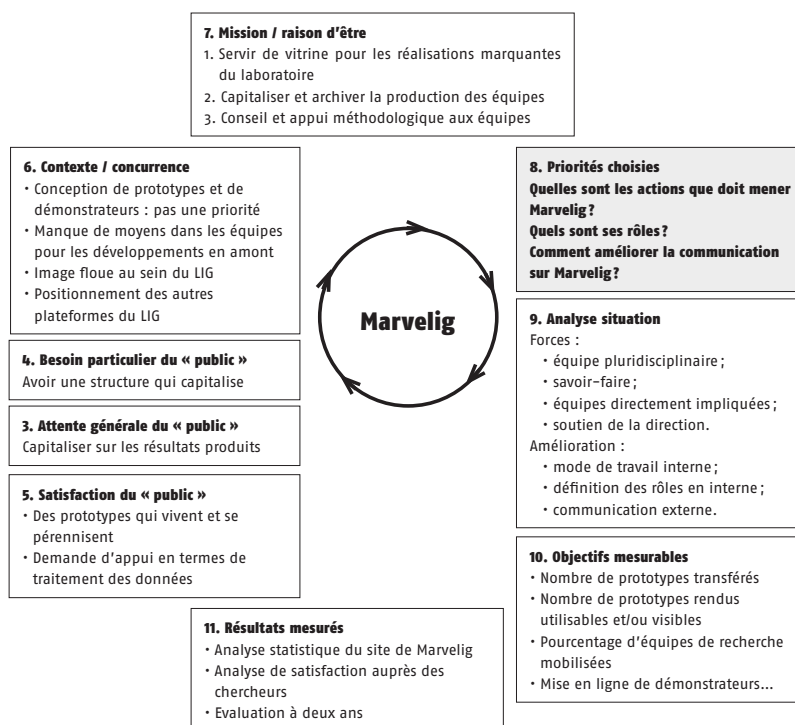 7. Mission / raison d'être
1. Servir de vitrine pour les réalisations marquantes
du laboratoire
2. Capitaliser et archiver la production des équipes
3. Conseil et appui méthodologique aux équipes
6. Contexte / concurrence
• Conception de prototypes et de
démonstrateurs : pas une priorité
• Manque de moyens dans les équipes
pour les développements en amont
• Image floue au sein du LIG
• Positionnement des autres
plateformes du LIG
4. Besoin particulier du « public »
Avoir une structure qui capitalise
3. Attente générale du « public »
Capitaliser sur les résultats produits
5. Satisfaction du « public »
• Des prototypes qui vivent et se
pérennisent
• Demande d'appui en termes de
traitement des données
Marvelig
8. Priorités choisies
Quelles sont les actions que doit mener
Marvelig ?
Quels sont ses rôles ?
Comment améliorer la communication
sur Marvelig ?
9. Analyse situation
Forces :
• équipe pluridisciplinaire ;
• savoir-faire ;
• équipes directement impliquées ;
• soutien de la direction.
Amélioration :
• mode de travail interne ;
• définition des rôles en interne ;
• communication externe.
10. Objectifs mesurables
• Nombre de prototypes transférés
• Nombre de prototypes rendus
utilisables et/ou visibles
• Pourcentage d'équipes de recherche
mobilisées
• Mise en ligne de démonstrateurs...
11. Résultats mesurés
• Analyse statistique du site de Marvelig
• Analyse de satisfaction auprès des
chercheurs
• Evaluation à deux ans